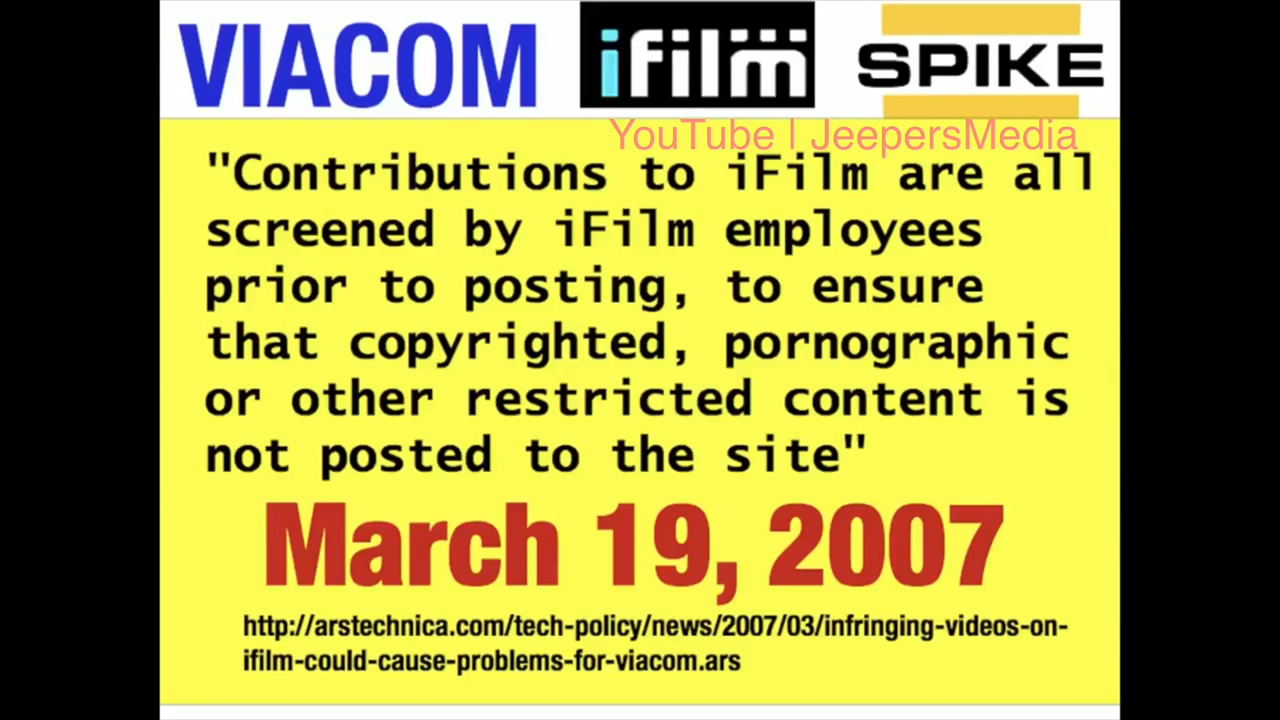 VIACOM
ifilm
SPIKE
YouTube | JeepersMedia
"Contributions to iFilm are all
screened by iFilm employees
prior to posting, to ensure
that copyrighted, pornographic
or other restricted content is
not posted to the site"
March 19, 2007
http://arstechnica.com/tech-policy/news/2007/03/infringing-videos-on-
ifilm-could-cause-problems-for-viacom.ars